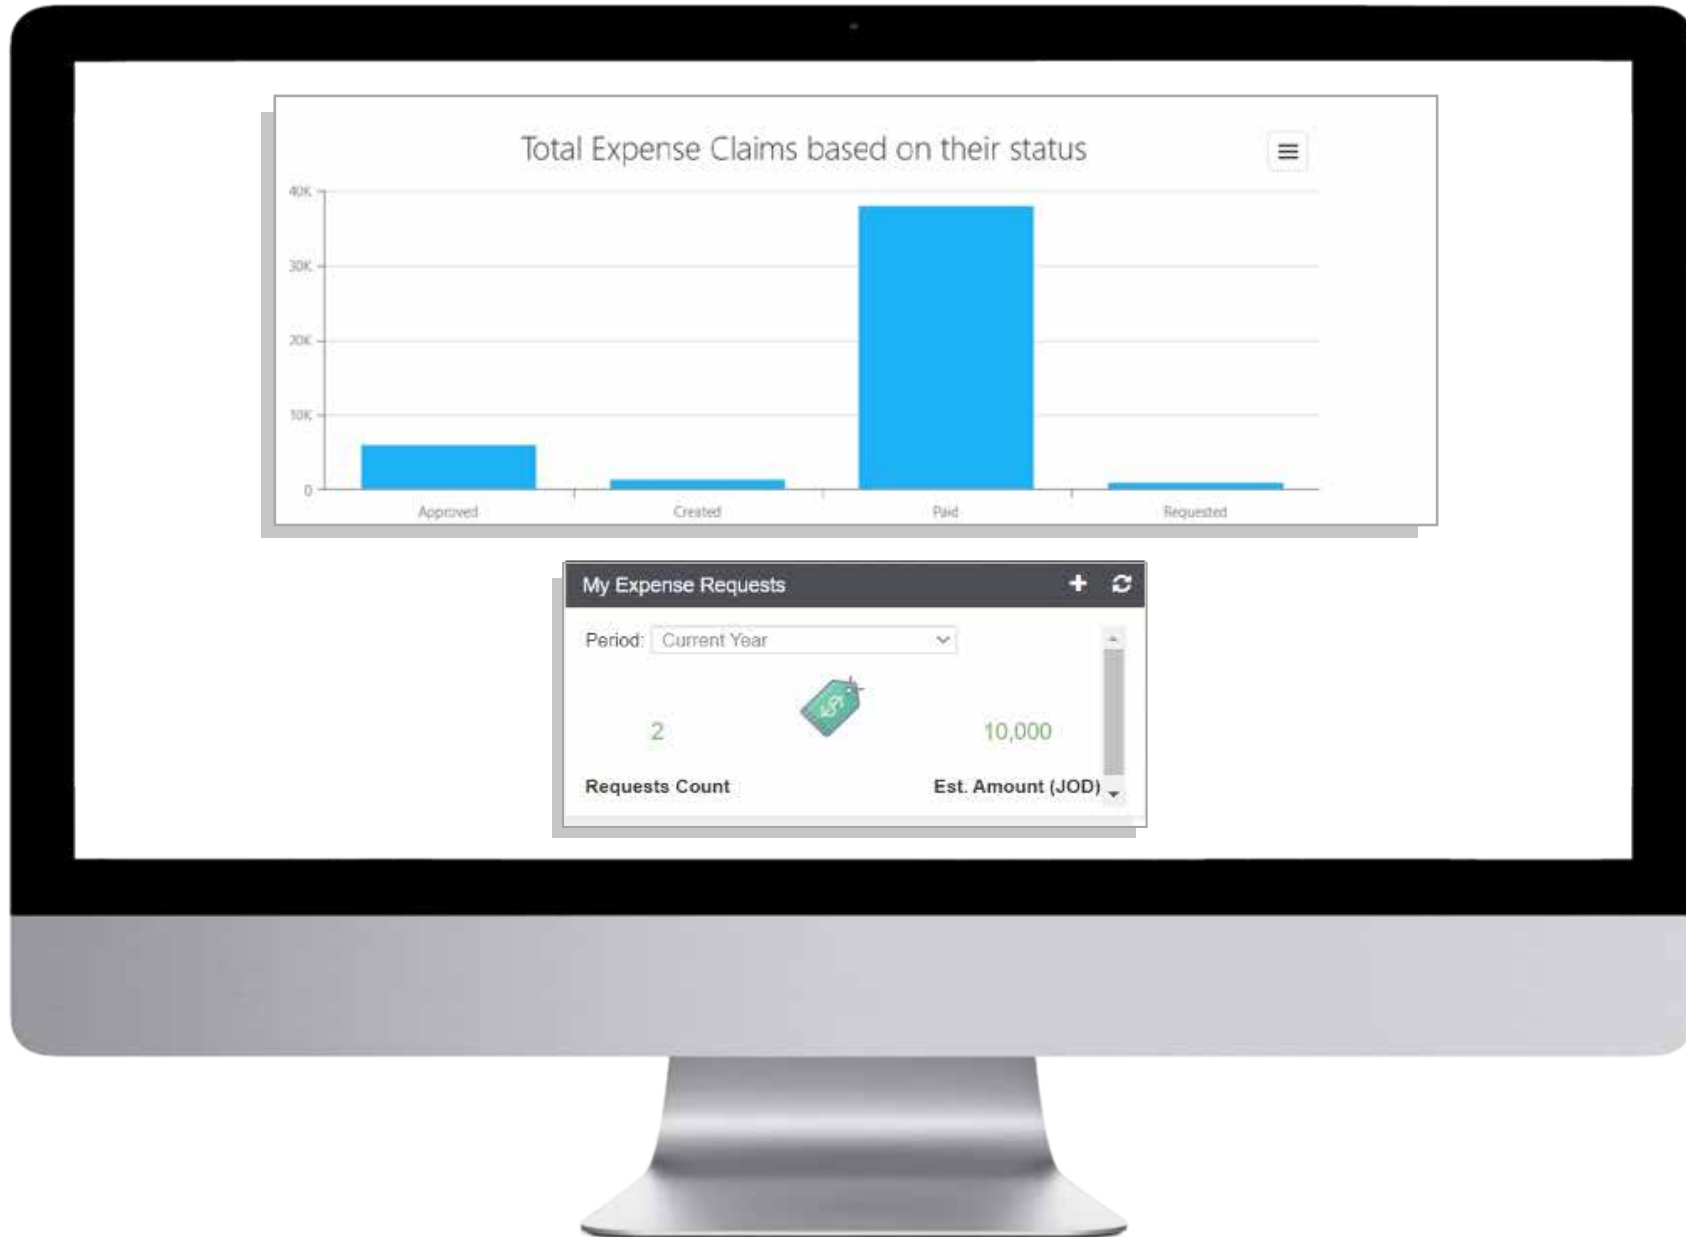 Total Expense Claims based on their status
40K
30K
20K
10K
0
Approved Created Paid Requested
My Expense Requests
Period: Current Year
2 10,000
Requests Count Est. Amount (JOD)